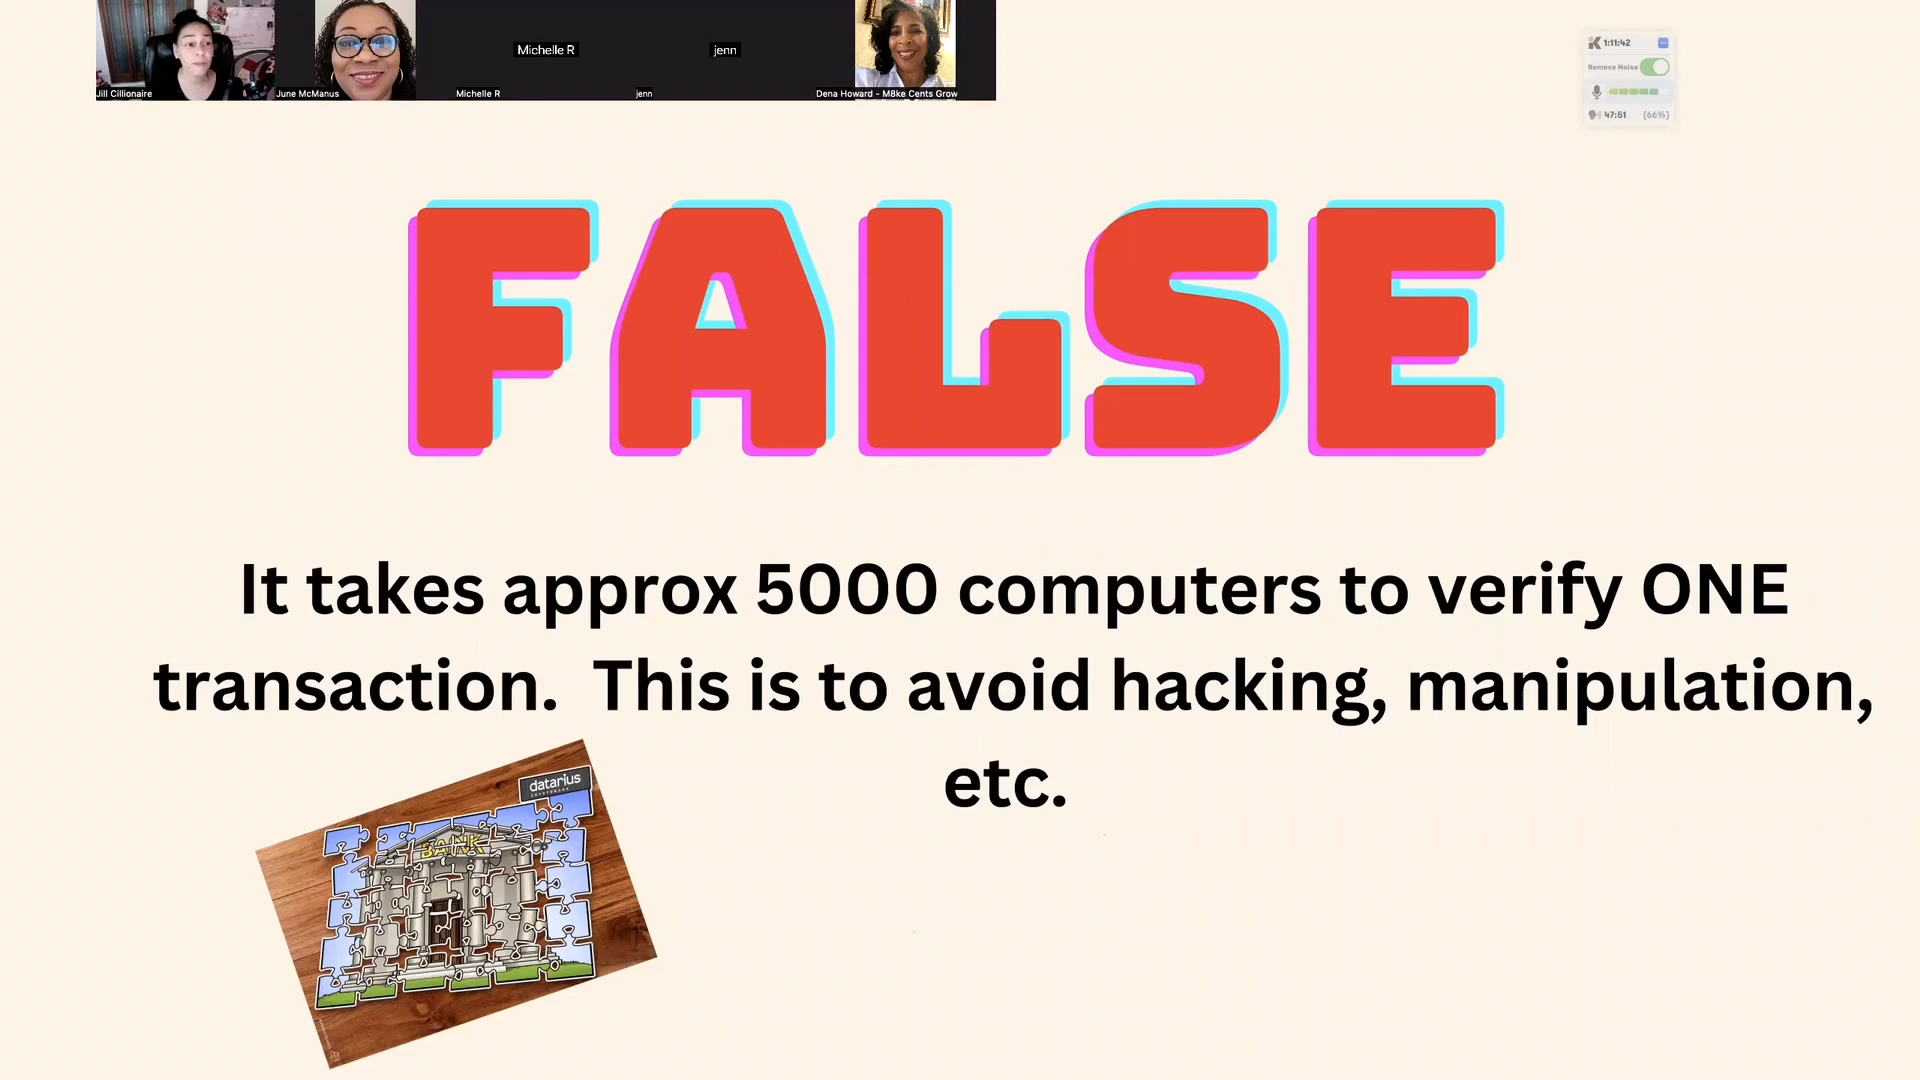 Michelle R
jenn
Jill Cillionaire
June McManus
Michelle R
jenn
Dena Howard - M8ke Cents Grow
1:11:42
Remove Noise
47:51 (66%)
FALSE
It takes approx 5000 computers to verify ONE
transaction. This is to avoid hacking, manipulation,
etc.
datarius
BANK